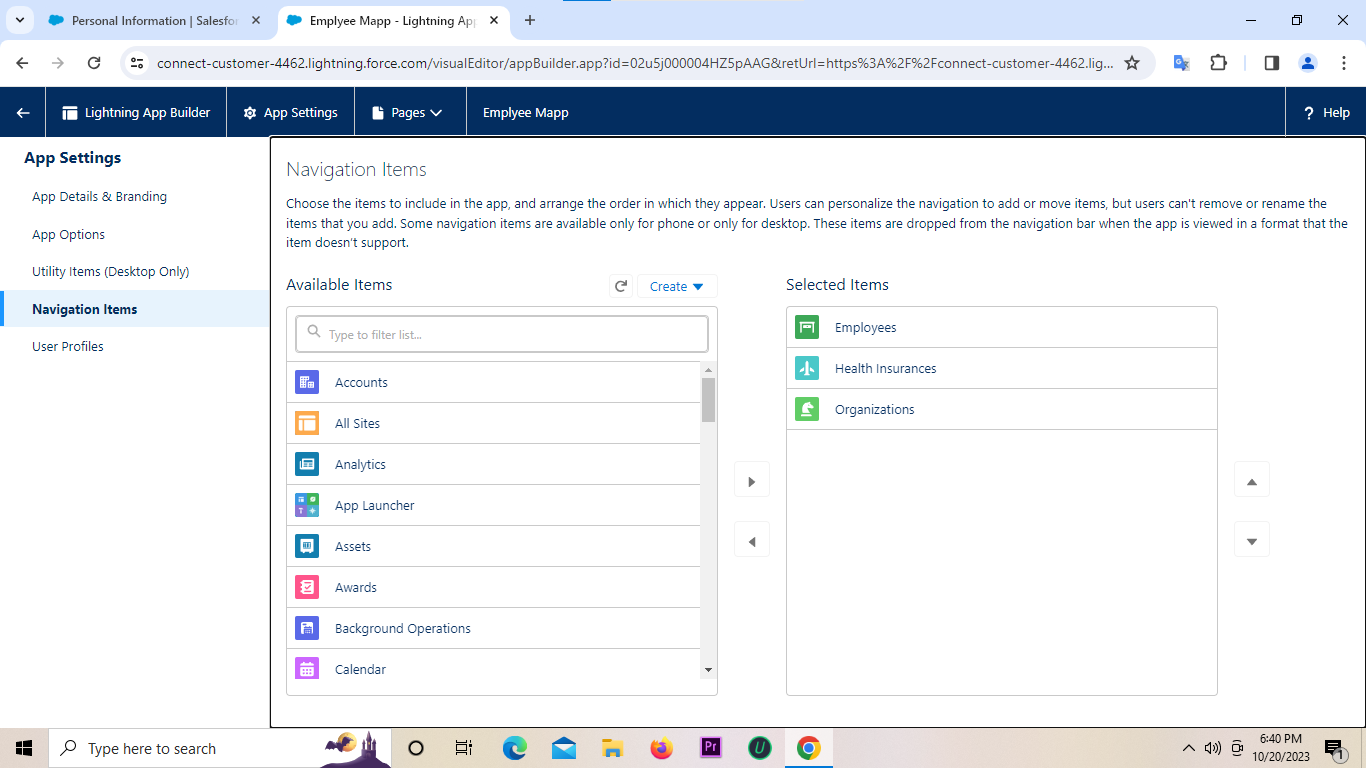 Personal Information | Salesfor
Emplyee Mapp - Lightning App
connect-customer-4462.lightning.force.com/visualEditor/appBuilder.app?id=02u5j000004HZ5pAAG&retUrl=https%3A%2F%2Fconnect-customer-4462.lig...
Lightning App Builder
App Settings
Pages
Emplyee Mapp
? Help
App Settings
App Details & Branding
App Options
Utility Items (Desktop Only)
Navigation Items
User Profiles
Navigation Items
Choose the items to include in the app, and arrange the order in which they appear. Users can personalize the navigation to add or move items, but users can't remove or rename the
items that you add. Some navigation items are available only for phone or only for desktop. These items are dropped from the navigation bar when the app is viewed in a format that the
item doesn't support.
Available Items
Create
Type to filter list...
Accounts
All Sites
Analytics
App Launcher
Assets
Awards
Background Operations
Calendar
Selected Items
Employees
Health Insurances
Organizations
Type here to search
Pr
U
6:40 PM
10/20/2023
1